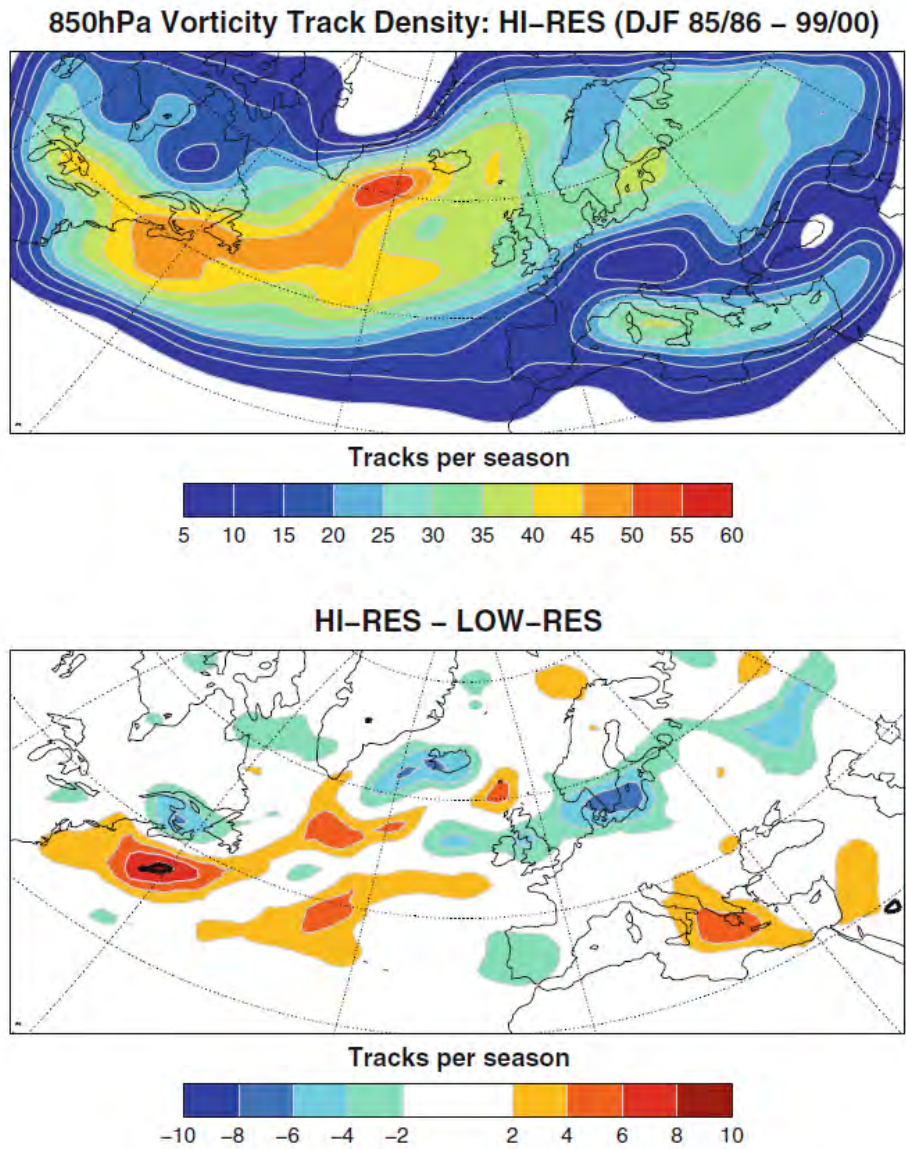 850hPa Vorticity Track Density: HI−RES (DJF 85/86 − 99/00)
Tracks per season
5 10 15 20 25 30 35 40 45 50 55 60
HI−RES − LOW−RES
Tracks per season
−10 −8 −6 −4 −2 2 4 6 8 10